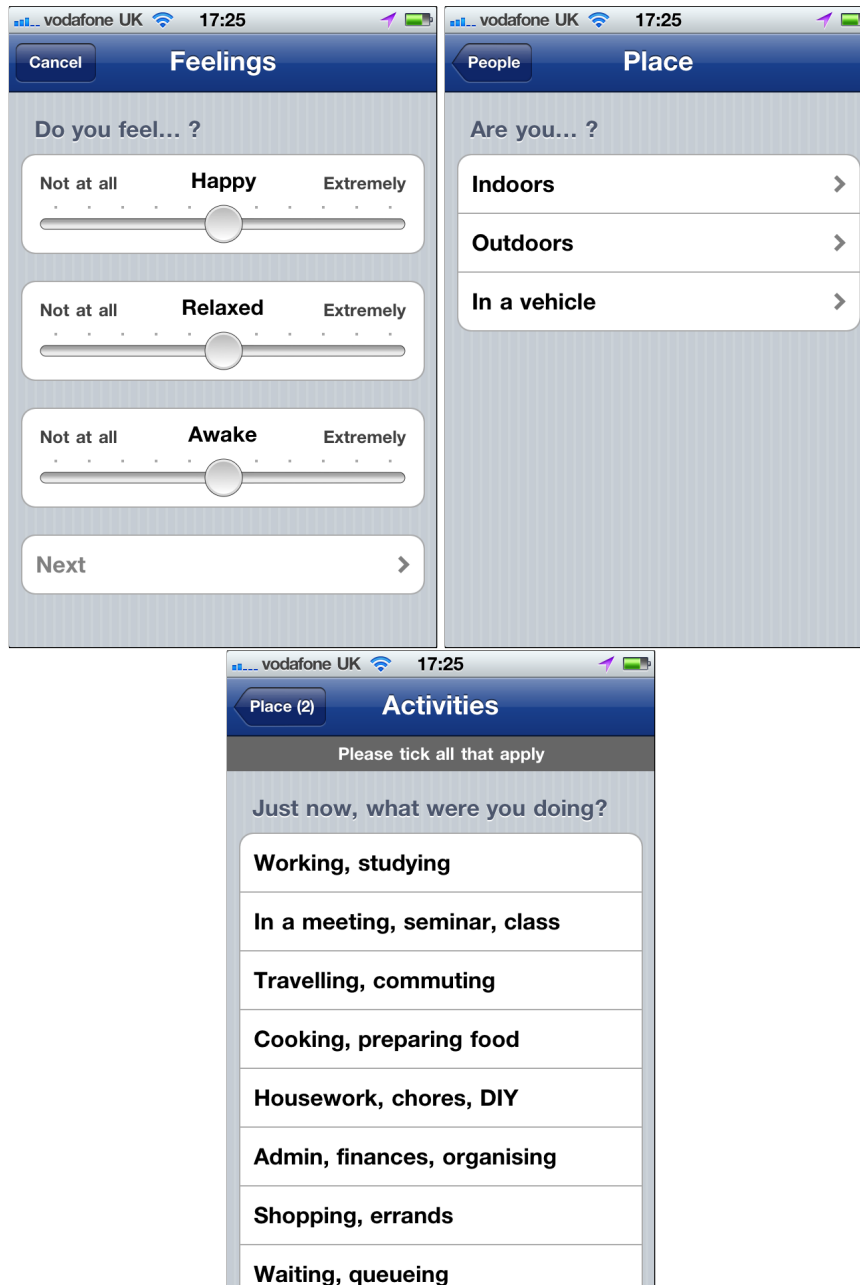 vodafone UK 17:25
Cancel Feelings
Do you feel... ?
Not at all Happy Extremely
Not at all Relaxed Extremely
Not at all Awake Extremely
Next
vodafone UK 17:25
People Place
Are you... ?
Indoors
Outdoors
In a vehicle
vodafone UK 17:25
Place (2) Activities
Please tick all that apply
Just now, what were you doing?
Working, studying
In a meeting, seminar, class
Travelling, commuting
Cooking, preparing food
Housework, chores, DIY
Admin, finances, organising
Shopping, errands
Waiting, queueing